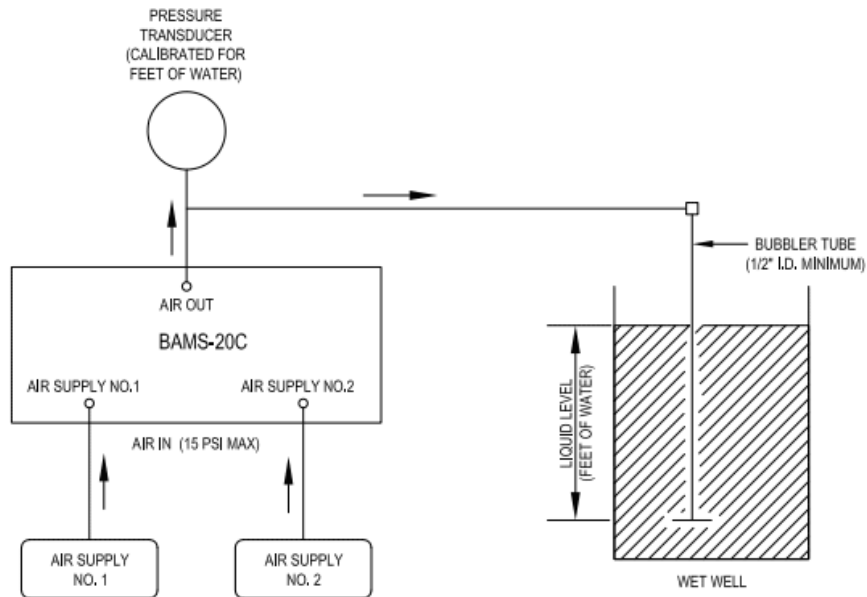 PRESSURE
TRANSDUCER
(CALIBRATED FOR
FEET OF WATER)
BUBBLER TUBE
(1/2" I.D. MINIMUM)
AIR OUT
BAMS-20C
AIR SUPPLY NO.1
AIR SUPPLY NO.2
AIR IN (15 PSI MAX)
LIQUID LEVEL
(FEET OF WATER)
AIR SUPPLY
NO. 1
AIR SUPPLY
NO. 2
WET WELL